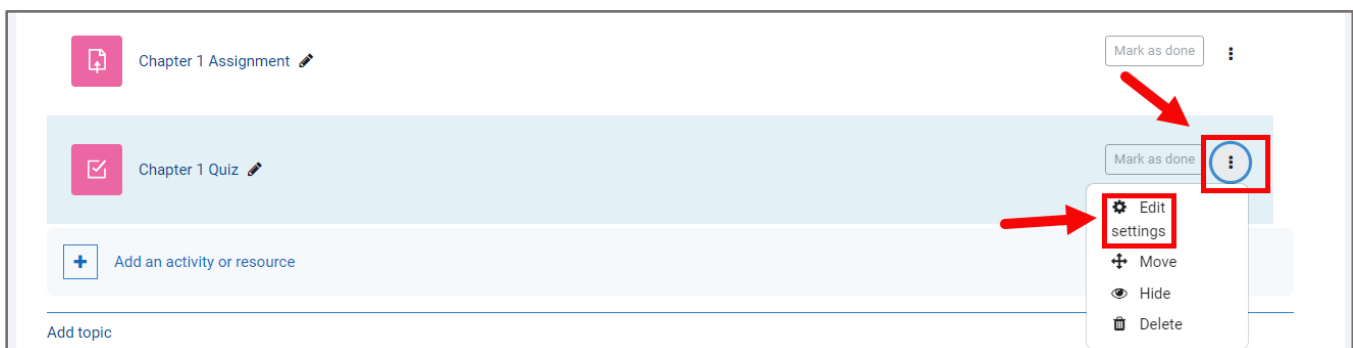 Chapter 1 Assignment
Mark as done
Chapter 1 Quiz
Mark as done
Edit
settings
Move
Hide
Delete
Add an activity or resource
Add topic